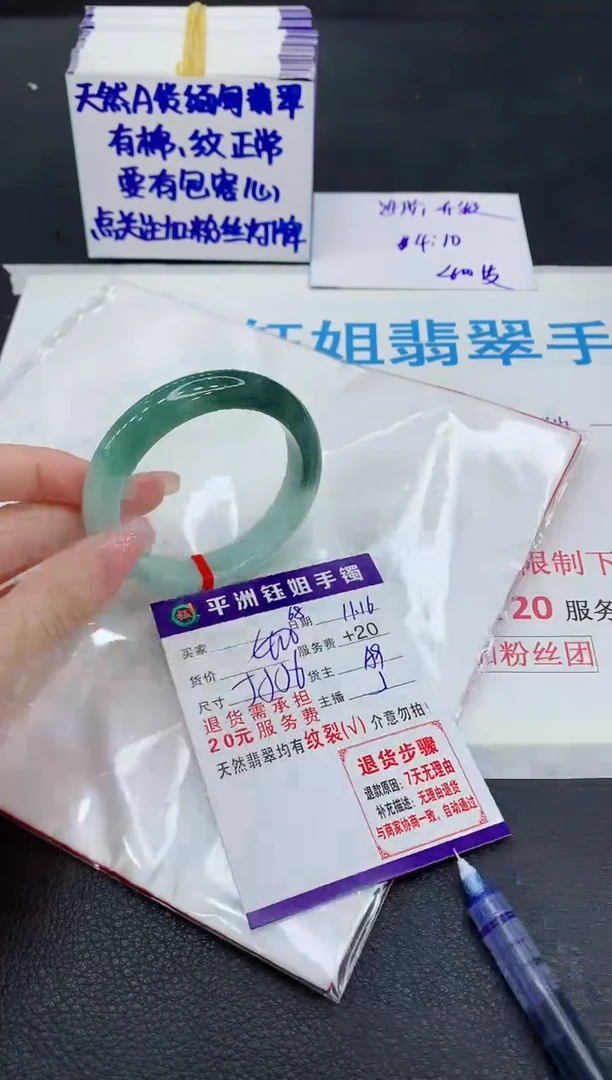 天然A货缅甸翡翠
有棉、纹正常
要有包容心
点关注加粉丝灯牌
4:10
钰姐翡翠手
限制下
20 服务
加粉丝团
平洲钰姐手镯
买家 68 日期 11.16
货价 服务费 +20
尺寸 货主
退货需承担 主播
20元服务费
天然翡翠均有纹裂(√) 介意勿拍!
退货步骤
退款原因：7天无理由
补充描述：无理由退货
与商家协商一致，自动通过